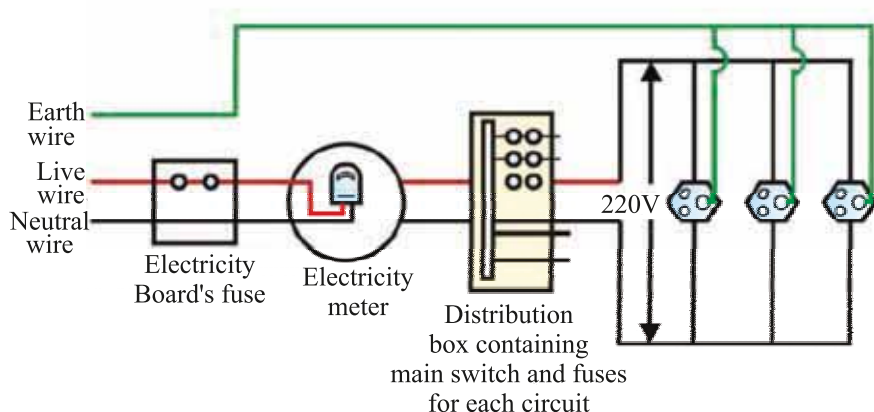 Earth
wire
Live
wire
Neutral
wire
Electricity
Board's fuse
Electricity
meter
Distribution
box containing
main switch and fuses
for each circuit
220V